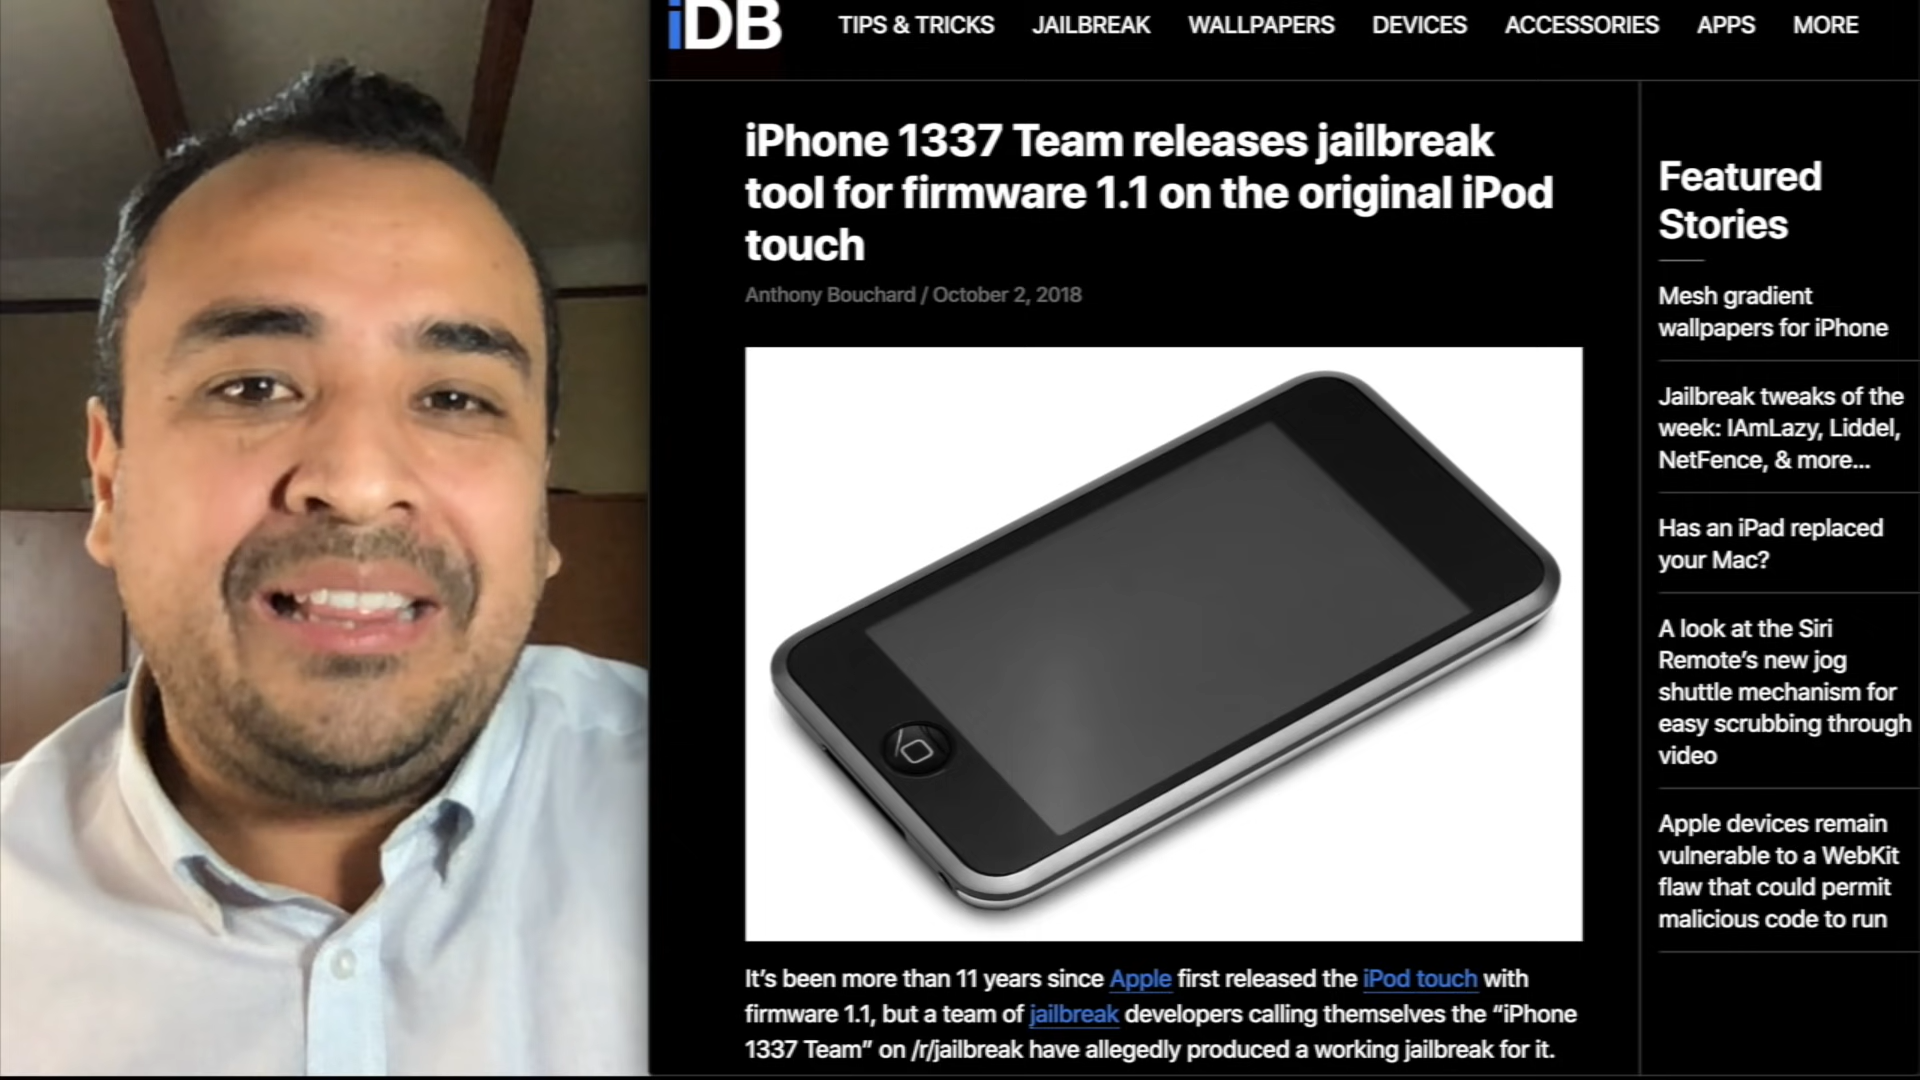 iDB
TIPS & TRICKS JAILBREAK WALLPAPERS DEVICES ACCESSORIES APPS MORE
iPhone 1337 Team releases jailbreak
tool for firmware 1.1 on the original iPod
touch
Anthony Bouchard / October 2, 2018
It's been more than 11 years since Apple first released the iPod touch with
firmware 1.1, but a team of jailbreak developers calling themselves the “iPhone
1337 Team” on /r/jailbreak have allegedly produced a working jailbreak for it.
Featured
Stories
Mesh gradient
wallpapers for iPhone
Jailbreak tweaks of the
week: IAmLazy, Liddel,
NetFence, & more...
Has an iPad replaced
your Mac?
A look at the Siri
Remote's new jog
shuttle mechanism for
easy scrubbing through
video
Apple devices remain
vulnerable to a WebKit
flaw that could permit
malicious code to run